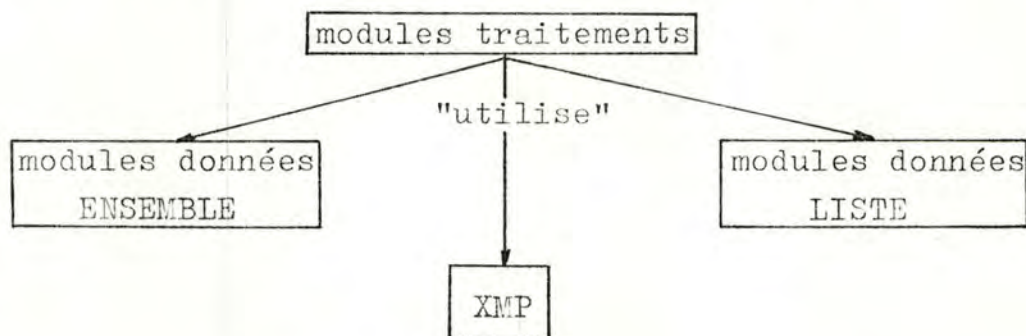 modules traitements
"utilise"
modules données
ENSEMBLE
modules données
LISTE
XMP